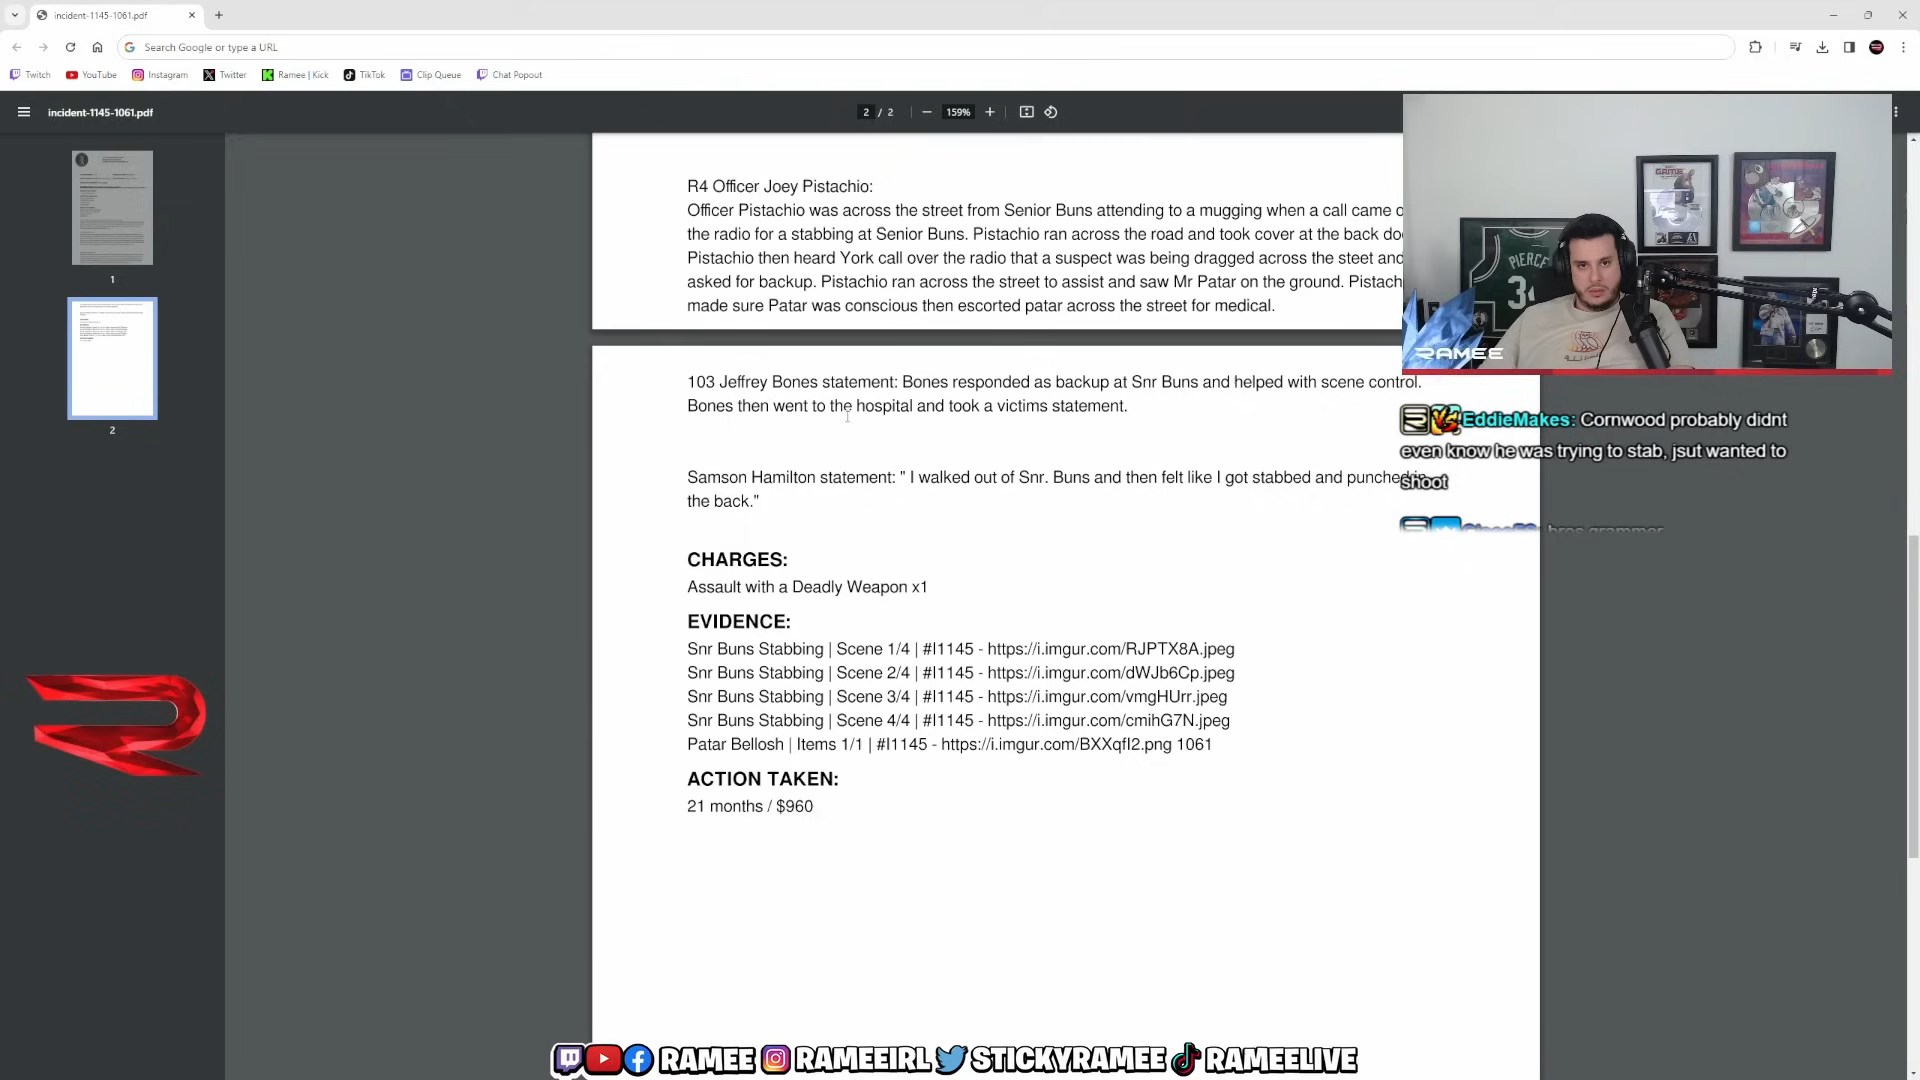 incident-1145-1061.pdf
Search Google or type a URL
Twitch YouTube Instagram Twitter Ramee | Kick TikTok Clip Queue Chat Popout
incident-1145-1061.pdf
2 / 2 159%
1
2
R4 Officer Joey Pistachio:
Officer Pistachio was across the street from Senior Buns attending to a mugging when a call came
the radio for a stabbing at Senior Buns. Pistachio ran across the road and took cover at the back
Pistachio then heard York call over the radio that a suspect was being dragged across the steet and
asked for backup. Pistachio ran across the street to assist and saw Mr Patar on the ground.
made sure Patar was conscious then escorted patar across the street for medical.
103 Jeffrey Bones statement: Bones responded as backup at Snr Buns and helped with scene control.
Bones then went to the hospital and took a victims statement.
Samson Hamilton statement: " I walked out of Snr. Buns and then felt like I got stabbed and punched in
the back."
CHARGES:
Assault with a Deadly Weapon x1
EVIDENCE:
Snr Buns Stabbing | Scene 1/4 | #I1145 - https://i.imgur.com/RJPTX8A.jpeg
Snr Buns Stabbing | Scene 2/4 | #I1145 - https://i.imgur.com/dWJb6Cp.jpeg
Snr Buns Stabbing | Scene 3/4 | #I1145 - https://i.imgur.com/vmgHUrr.jpeg
Snr Buns Stabbing | Scene 4/4 | #I1145 - https://i.imgur.com/cmihG7N.jpeg
Patar Bellosh | Items 1/1 | #I1145 - https://i.imgur.com/BXXqfI2.png 1061
ACTION TAKEN:
21 months / $960
GAME
PIERCE
3
RAMEE
EddieMakes: Cornwood probably didnt
even know he was trying to stab, jsut wanted to
shoot
bros grammer
RAMEE RAMEEIRL STICKYRAMEE RAMEELIVE